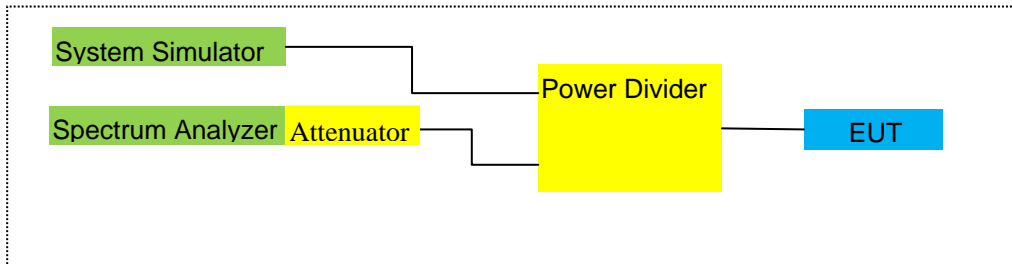 System Simulator
Power Divider
Spectrum Analyzer Attenuator
EUT